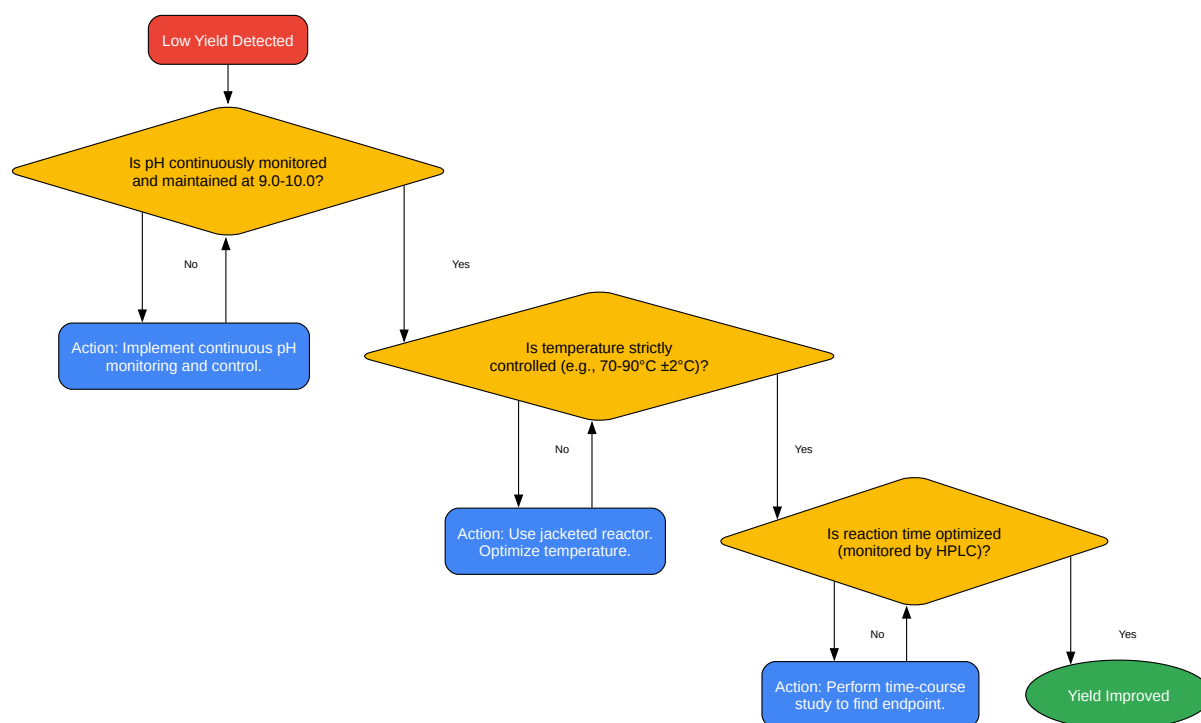 Low Yield Detected
Is pH continuously monitored
and maintained at 9.0-10.0?
No
Yes
Action: Implement continuous pH
monitoring and control.
Is temperature strictly
controlled (e.g., 70-90°C ±2°C)?
No
Yes
Action: Use jacketed reactor.
Optimize temperature.
Is reaction time optimized
(monitored by HPLC)?
No
Yes
Action: Perform time-course
study to find endpoint.
Yield Improved